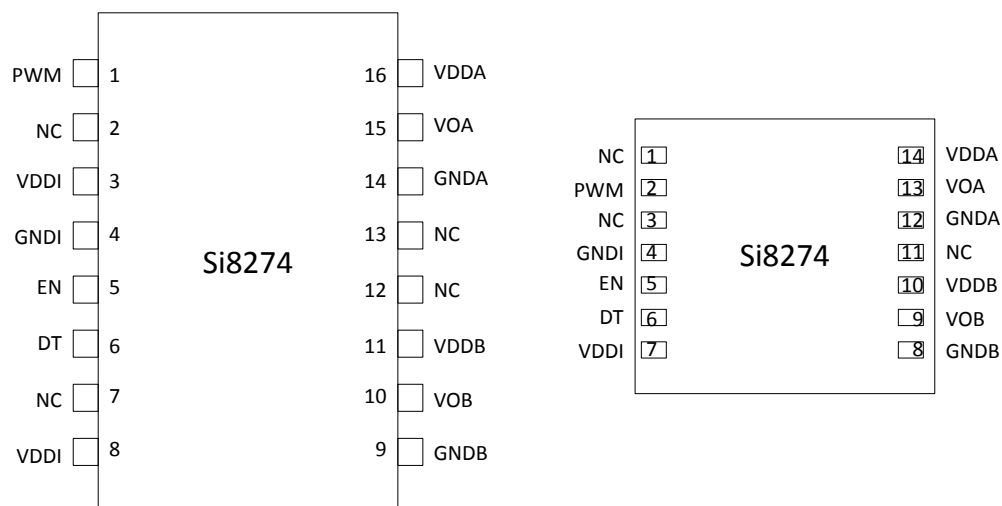 PWM 1 16 VDDA
NC 2 15 VOA
VDDI 3 14 GNDA
GNDI 4 13 NC
Si8274
EN 5 12 NC
DT 6 11 VDDB
NC 7 10 VOB
VDDI 8 9 GNDB
NC 1 14 VDDA
PWM 2 13 VOA
NC 3 12 GNDA
GNDI 4 Si8274 11 NC
EN 5 10 VDDB
DT 6 9 VOB
VDDI 7 8 GNDB